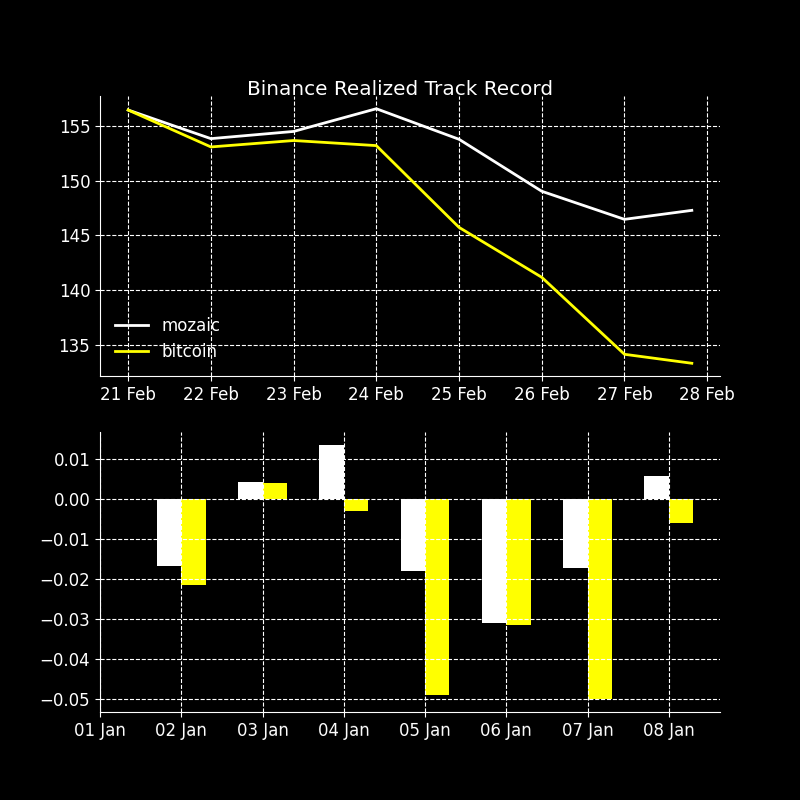 Binance Realized Track Record
155
150
145
140
135
mozaic
bitcoin
21 Feb 22 Feb 23 Feb 24 Feb 25 Feb 26 Feb 27 Feb 28 Feb
0.01
0.00
−0.01
−0.02
−0.03
−0.04
−0.05
01 Jan 02 Jan 03 Jan 04 Jan 05 Jan 06 Jan 07 Jan 08 Jan